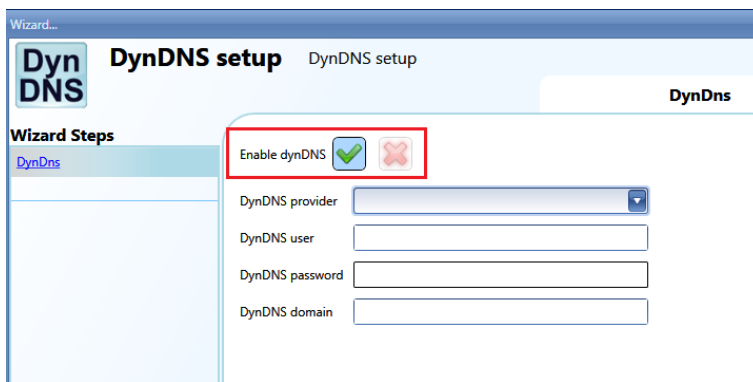 Wizard...
Dyn
DNS
DynDNS setup DynDNS setup
DynDns
Wizard Steps
DynDns
Enable dynDNS
DynDNS provider
DynDNS user
DynDNS password
DynDNS domain